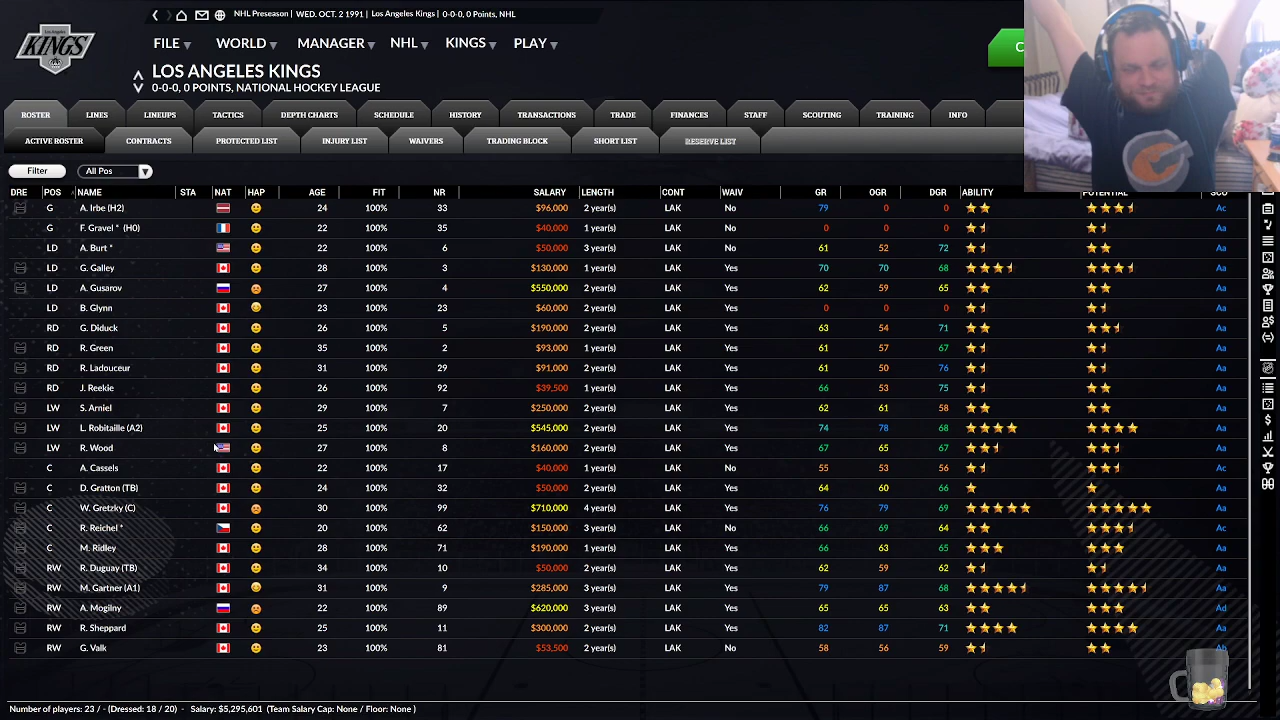 NHL Preseason | WED. OCT. 2 1991 | Los Angeles Kings | 0-0-0, 0 Points, NHL
Los Angeles KINGS
FILE WORLD MANAGER NHL KINGS PLAY
LOS ANGELES KINGS
0-0-0, 0 POINTS, NATIONAL HOCKEY LEAGUE
ROSTER LINES LINEUPS TACTICS DEPTH CHARTS SCHEDULE HISTORY TRANSACTIONS TRADE FINANCES STAFF SCOUTING TRAINING INFO
ACTIVE ROSTER CONTRACTS PROTECTED LIST INJURY LIST WAIVERS TRADING BLOCK SHORT LIST RESERVE LIST
Filter All Pos
DRE POS NAME STA NAT HAP AGE FIT NR SALARY LENGTH CONT WAIV GR OGR DGR ABILITY POTENTIAL SCO
G A. Irbe (H2) 24 100% 33 $96,000 2 year(s) LAK No 79 0 0 Ac
G F. Gravel * (H0) 22 100% 35 $40,000 1 year(s) LAK No 0 0 0 Aa
LD A. Burt * 22 100% 6 $50,000 3 year(s) LAK No 61 52 72 Aa
LD G. Galley 28 100% 3 $130,000 1 year(s) LAK Yes 70 70 68 Aa
LD A. Gusarov 27 100% 4 $550,000 2 year(s) LAK Yes 62 59 65 Aa
LD B. Glynn 23 100% 23 $60,000 2 year(s) LAK Yes 0 0 0 Aa
RD G. Diduck 26 100% 5 $190,000 2 year(s) LAK Yes 63 54 71 Aa
RD R. Green 35 100% 2 $93,000 1 year(s) LAK Yes 61 57 67 Aa
RD R. Ladouceur 31 100% 29 $91,000 2 year(s) LAK Yes 61 50 76 Aa
RD J. Reekie 26 100% 92 $39,500 1 year(s) LAK Yes 66 53 75 Aa
LW S. Arniel 29 100% 7 $250,000 2 year(s) LAK Yes 62 61 58 Aa
LW L. Robitaille (A2) 25 100% 20 $545,000 2 year(s) LAK Yes 74 78 68 Aa
LW R. Wood 27 100% 8 $160,000 2 year(s) LAK Yes 67 65 67 Aa
C A. Cassels 22 100% 17 $40,000 1 year(s) LAK No 55 53 56 Ac
C D. Gratton (TB) 24 100% 32 $50,000 2 year(s) LAK Yes 64 60 66 Aa
C W. Gretzky (C) 30 100% 99 $710,000 4 year(s) LAK Yes 76 79 69 Aa
C R. Reichel * 20 100% 62 $150,000 3 year(s) LAK No 66 69 64 Ac
C M. Ridley 28 100% 71 $190,000 1 year(s) LAK Yes 66 63 65 Aa
RW R. Duguay (TB) 34 100% 10 $50,000 2 year(s) LAK Yes 62 59 62 Aa
RW M. Gartner (A1) 31 100% 9 $285,000 3 year(s) LAK Yes 79 87 68 Aa
RW A. Mogilny 22 100% 89 $620,000 3 year(s) LAK Yes 65 65 63 Ad
RW R. Sheppard 25 100% 11 $300,000 2 year(s) LAK Yes 82 87 71 Aa
RW G. Valk 23 100% 81 $53,500 2 year(s) LAK No 58 56 59
Number of players: 23 / - (Dressed: 18 / 20) - Salary: $5,295,601 (Team Salary Cap: None / Floor: None )